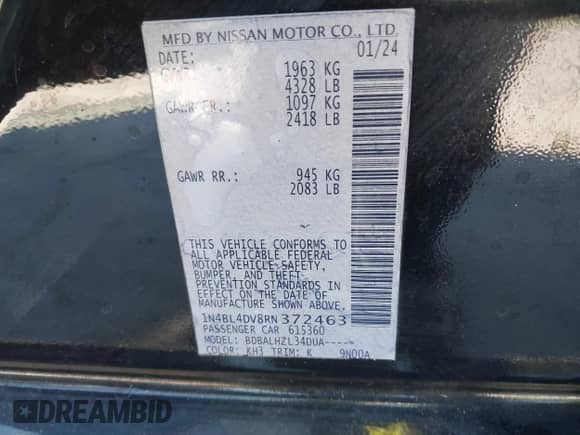 MFD BY NISSAN MOTOR CO., LTD.
DATE: 01/24
1963 KG
4328 LB
GAWR FR.: 1097 KG
2418 LB
GAWR RR.: 945 KG
2083 LB
THIS VEHICLE CONFORMS TO
ALL APPLICABLE FEDERAL
MOTOR VEHICLE SAFETY,
BUMPER, AND THEFT
PREVENTION STANDARDS IN
EFFECT ON THE DATE OF
MANUFACTURE SHOWN ABOVE.
1N4BL4DV8RN372463
PASSENGER CAR 615360
MODEL: BDBALHZL34DUA-----
COLOR: KH3 TRIM: K 9N00A
DREAMBID